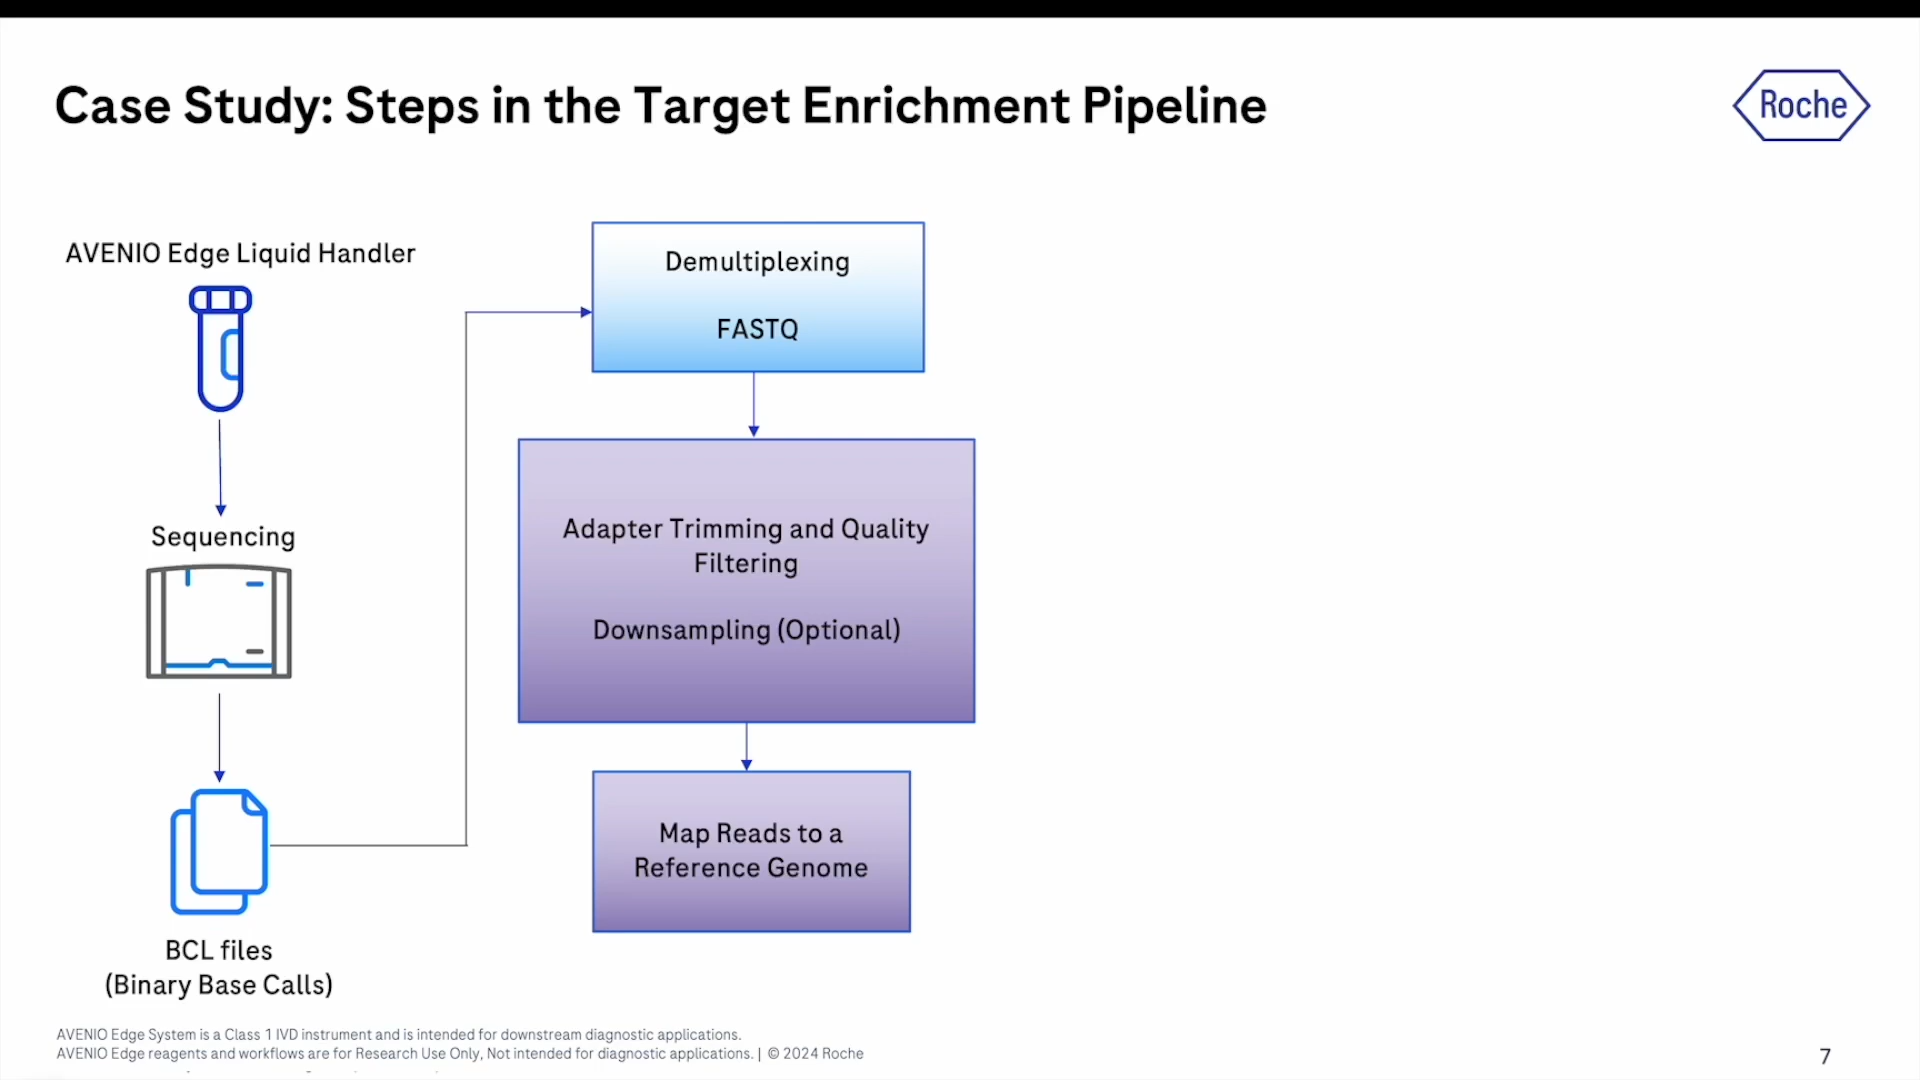 Case Study: Steps in the Target Enrichment Pipeline
Roche
AVENIO Edge Liquid Handler
Sequencing
BCL files
(Binary Base Calls)
Demultiplexing
FASTQ
Adapter Trimming and Quality
Filtering
Downsampling (Optional)
Map Reads to a
Reference Genome
AVENIO Edge System is a Class 1 IVD instrument and is intended for downstream diagnostic applications.
AVENIO Edge reagents and workflows are for Research Use Only, Not intended for diagnostic applications. | © 2024 Roche
7